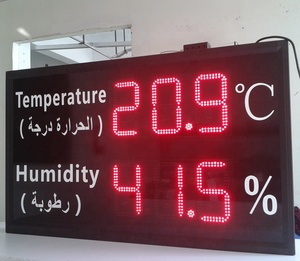 Temperature 20.9 °C
( الحرارة درجة )
Humidity 41.5 %
( رطوبة )